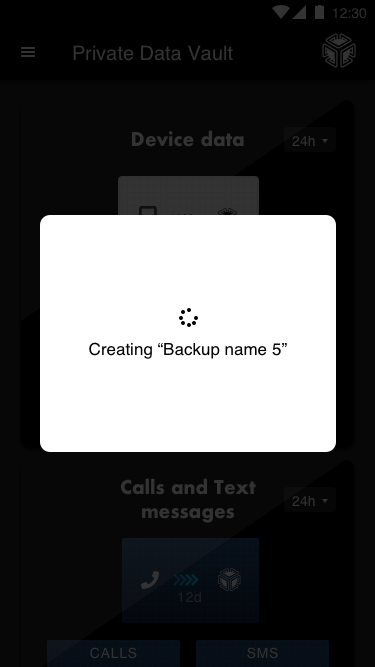 12:30
Private Data Vault
Device data
24h
Creating “Backup name 5”
Calls and Text
messages
24h
12d
CALLS
SMS